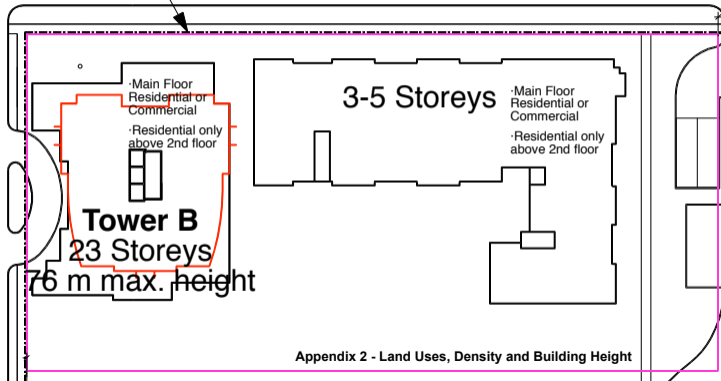 ·Main Floor
Residential or
Commercial
·Residential only
above 2nd floor
Tower B
23 Storeys
76 m max. height
3-5 Storeys
·Main Floor
Residential or
Commercial
·Residential only
above 2nd floor
Appendix 2 - Land Uses, Density and Building Height